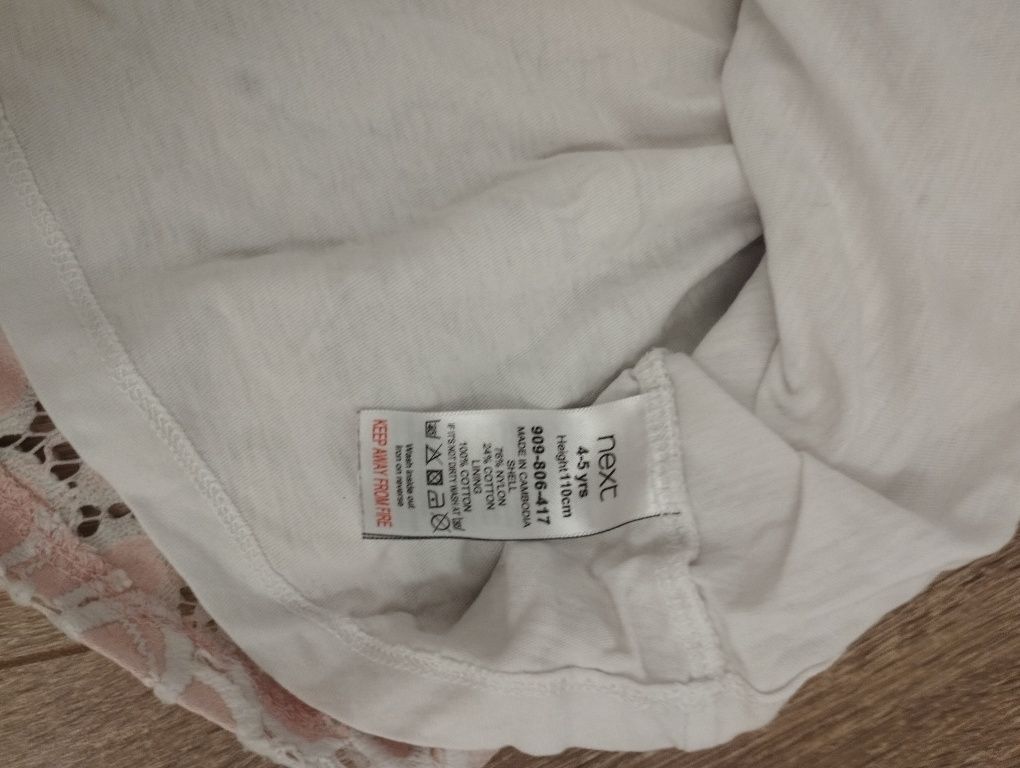 next
4-5 yrs
Height 110cm
909-806-417
MADE IN CAMBODIA
SHELL
76% NYLON
24% COTTON
LINING
100% COTTON
IF IT'S NOT DIRTY WASH AT
Wash inside out
Iron on reverse
KEEP AWAY FROM FIRE